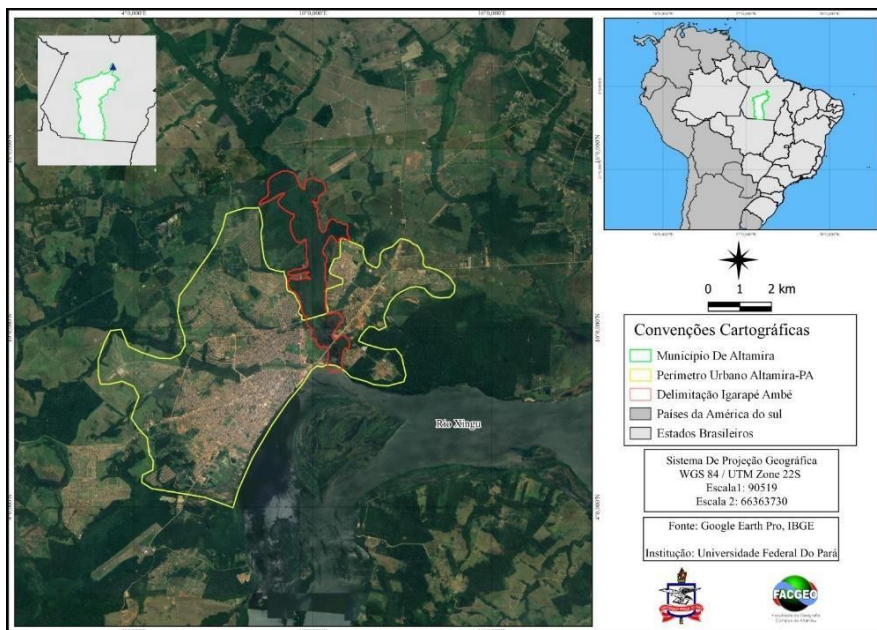 Rio Xingu
0 1 2 km
Convenções Cartográficas
Município De Altamira
Perímetro Urbano Altamira-PA
Delimitação Igarapé Ambé
Países da América do sul
Estados Brasileiros
Sistema De Projeção Geográfica
WGS 84 / UTM Zone 22S
Escala1: 90519
Escala 2: 66363730
Fonte: Google Earth Pro, IBGE
Institução: Universidade Federal Do Pará
FACGEO